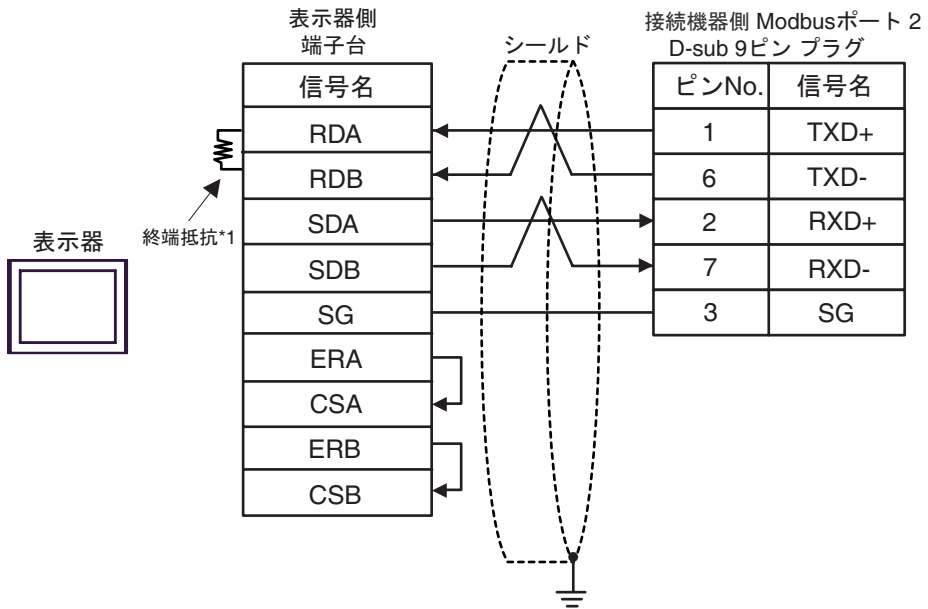 表示器側
端子台
シールド
接続機器側 Modbusポート 2
D-sub 9ピン プラグ
信号名
ピンNo. 信号名
RDA 1 TXD+
RDB 6 TXD-
SDA 2 RXD+
SDB 7 RXD-
SG 3 SG
ERA
CSA
ERB
CSB
終端抵抗*1
表示器